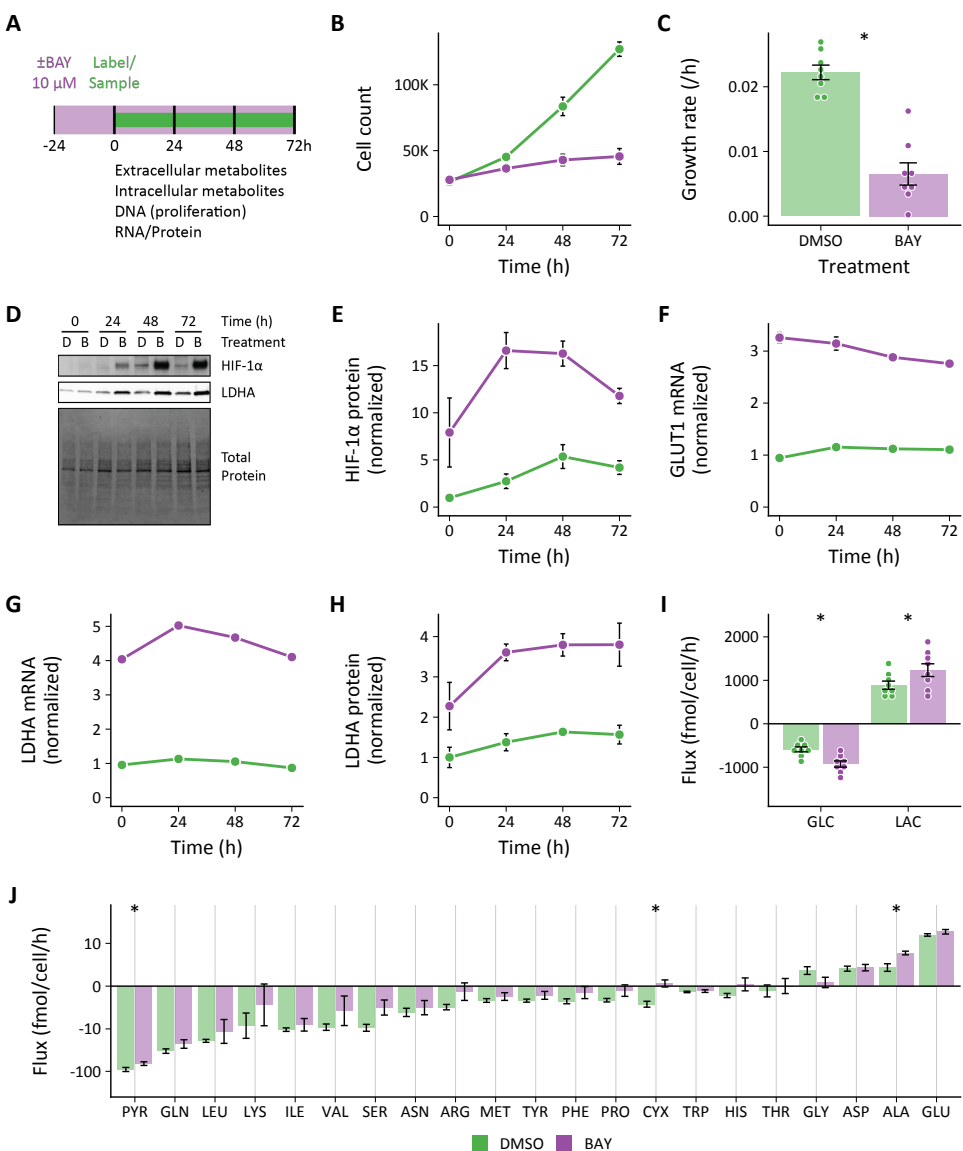 A
±BAY Label/
10 µM Sample
-24 0 24 48 72h
Extracellular metabolites
Intracellular metabolites
DNA (proliferation)
RNA/Protein
B
Cell count
100K
50K
0
0 24 48 72
Time (h)
C
*
Growth rate (/h)
0.02
0.01
0.00
DMSO BAY
Treatment
D
0 24 48 72 Time (h)
D B D B D B D B Treatment
HIF-1α
LDHA
Total
Protein
E
HIF-1α protein
(normalized)
15
10
5
0
0 24 48 72
Time (h)
F
GLUT1 mRNA
(normalized)
3
2
1
0
0 24 48 72
Time (h)
G
LDHA mRNA
(normalized)
5
4
3
2
1
0
0 24 48 72
Time (h)
H
LDHA protein
(normalized)
4
3
2
1
0
0 24 48 72
Time (h)
I
* *
Flux (fmol/cell/h)
2000
1000
0
-1000
GLC LAC
J
* * *
Flux (fmol/cell/h)
10
0
-10
-100
PYR GLN LEU LYS ILE VAL SER ASN ARG MET TYR PHE PRO CYX TRP HIS THR GLY ASP ALA GLU
DMSO BAY